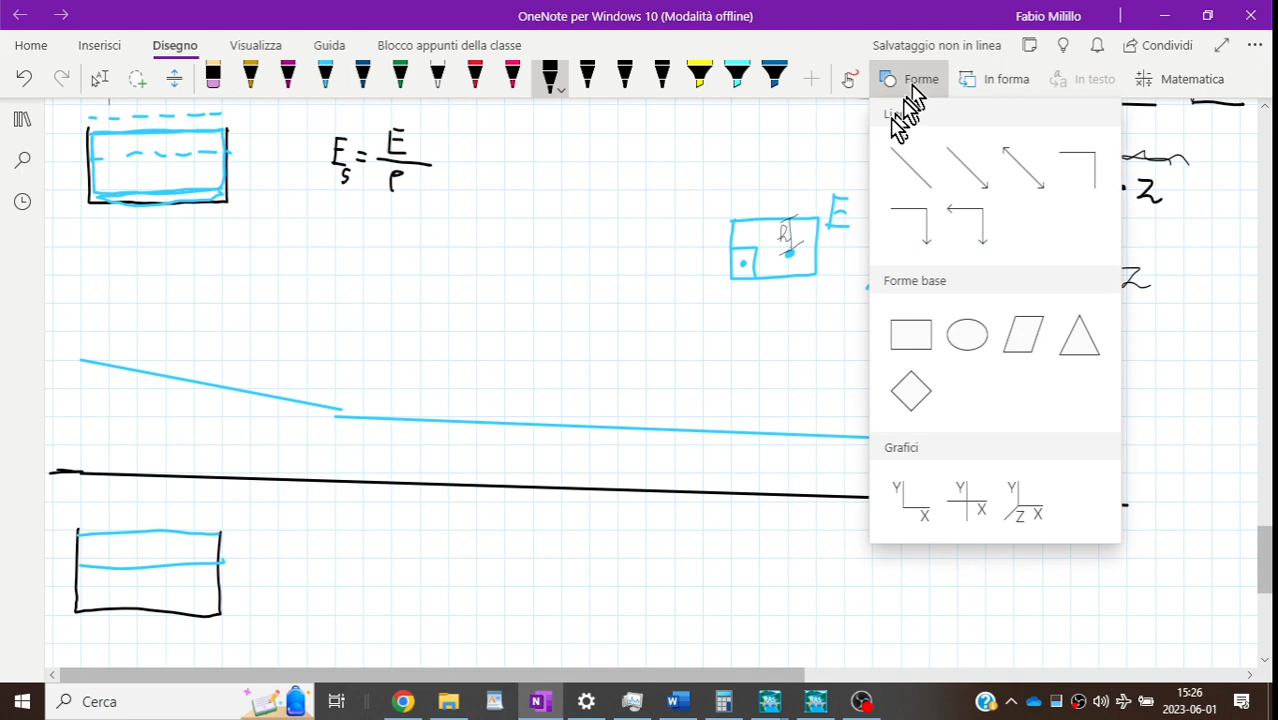 OneNote per Windows 10 (Modalità offline)
Fabio Milillo
Home Inserisci Disegno Visualizza Guida Blocco appunti della classe
Salvataggio non in linea Condividi
Forme In forma In testo Matematica
Forme base
Grafici
Y X
Y X
Y Z X
E
s = E
P
h
E
Z
Z
Cerca
15:26
2023-06-01